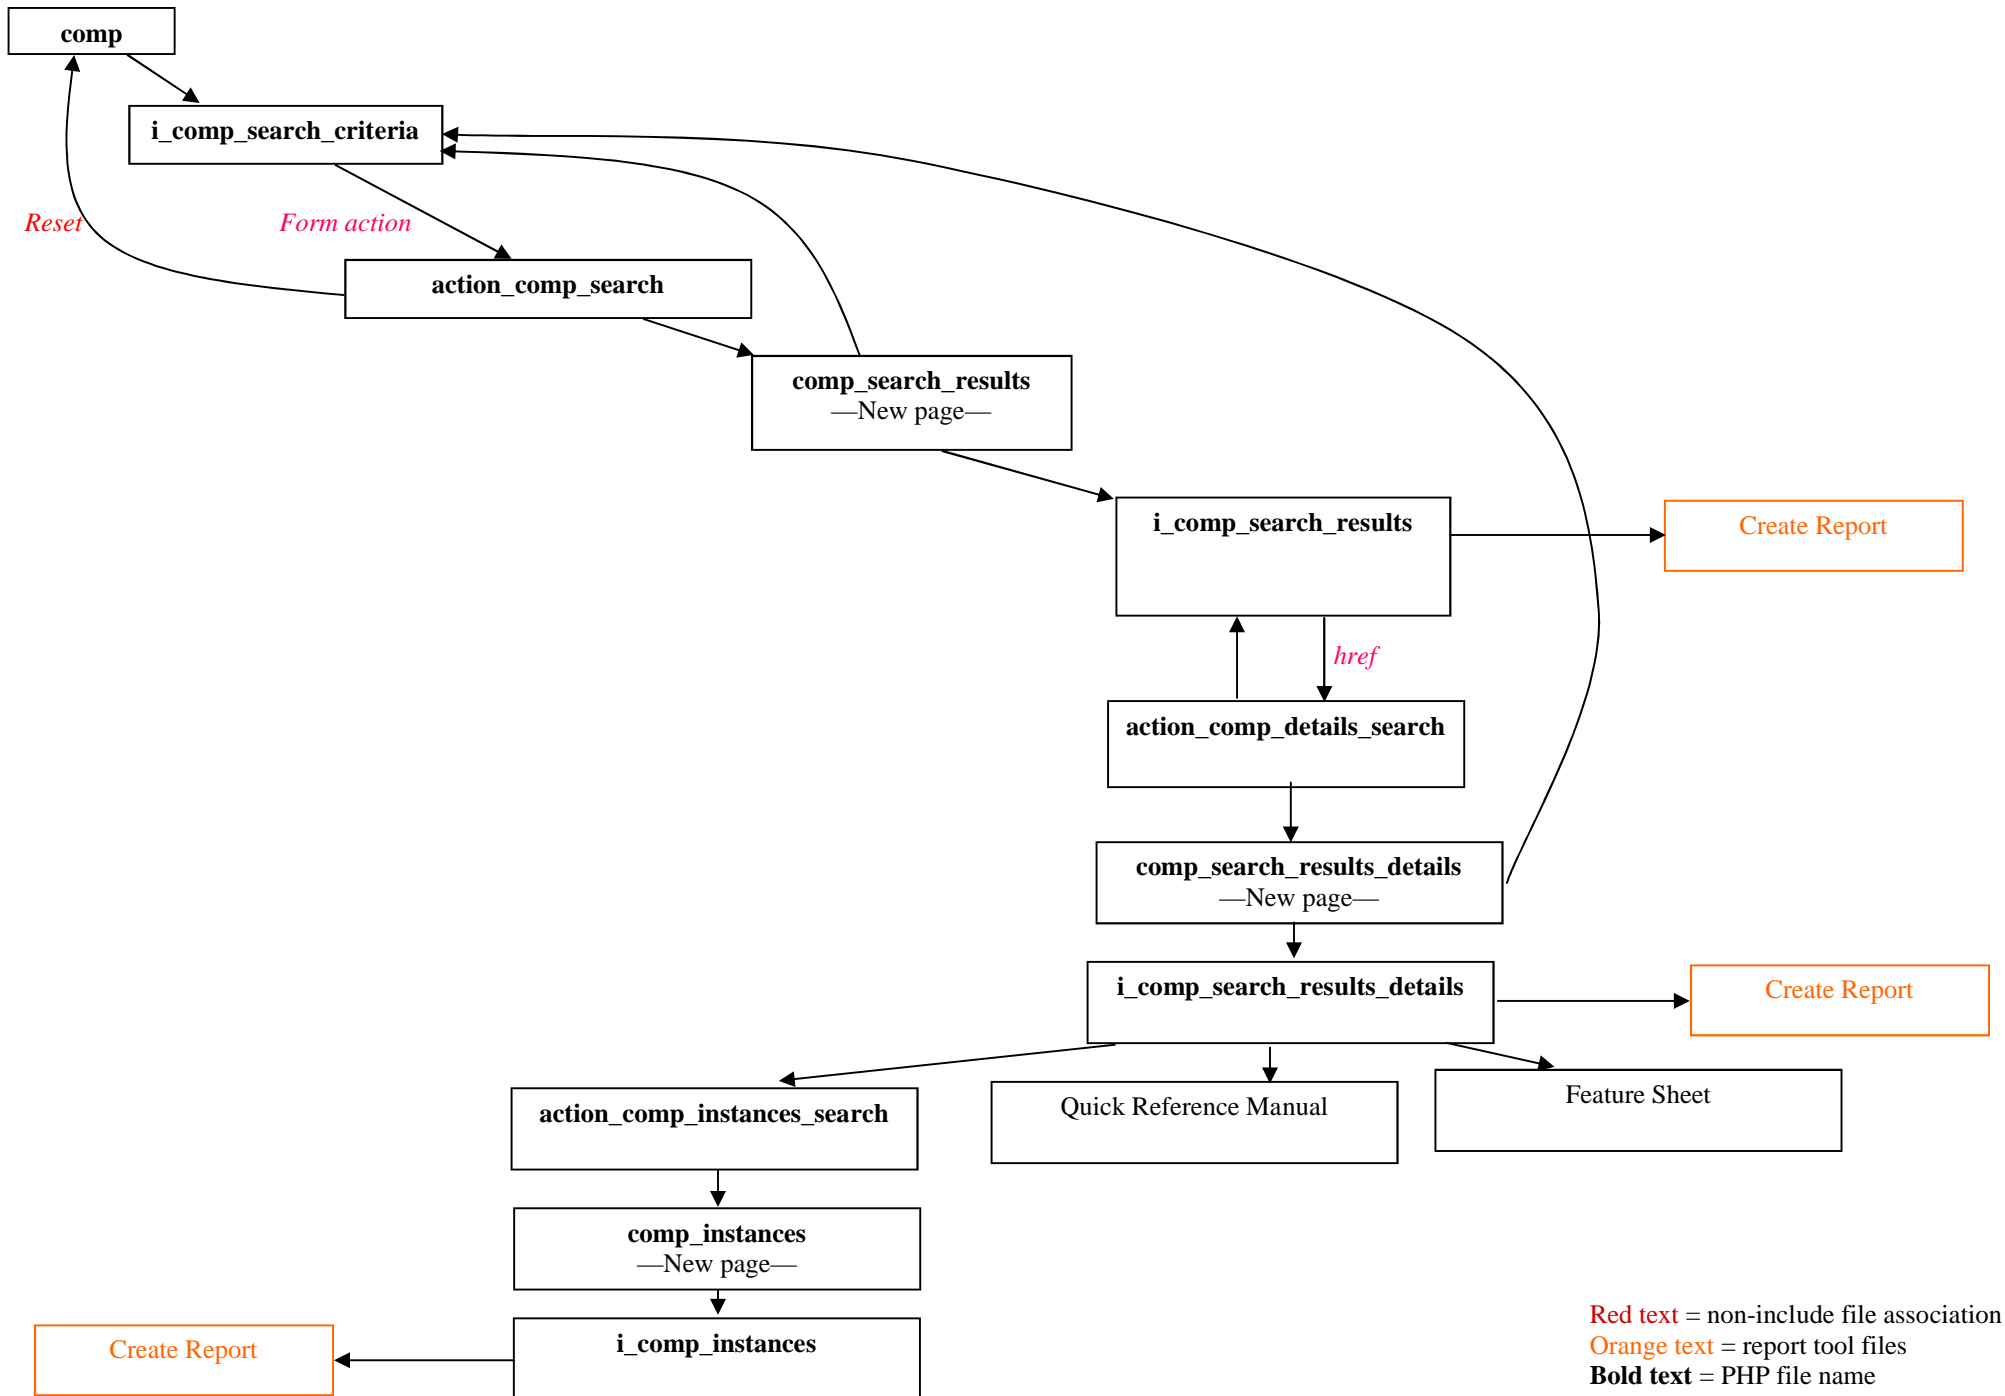 comp
i_comp_search_criteria
Reset
Form action
action_comp_search
comp_search_results
—New page—
i_comp_search_results
Create Report
href
action_comp_details_search
comp_search_results_details
—New page—
i_comp_search_results_details
Create Report
action_comp_instances_search
Quick Reference Manual
Feature Sheet
comp_instances
—New page—
Create Report
i_comp_instances
Red text = non-include file association
Orange text = report tool files
Bold text = PHP file name